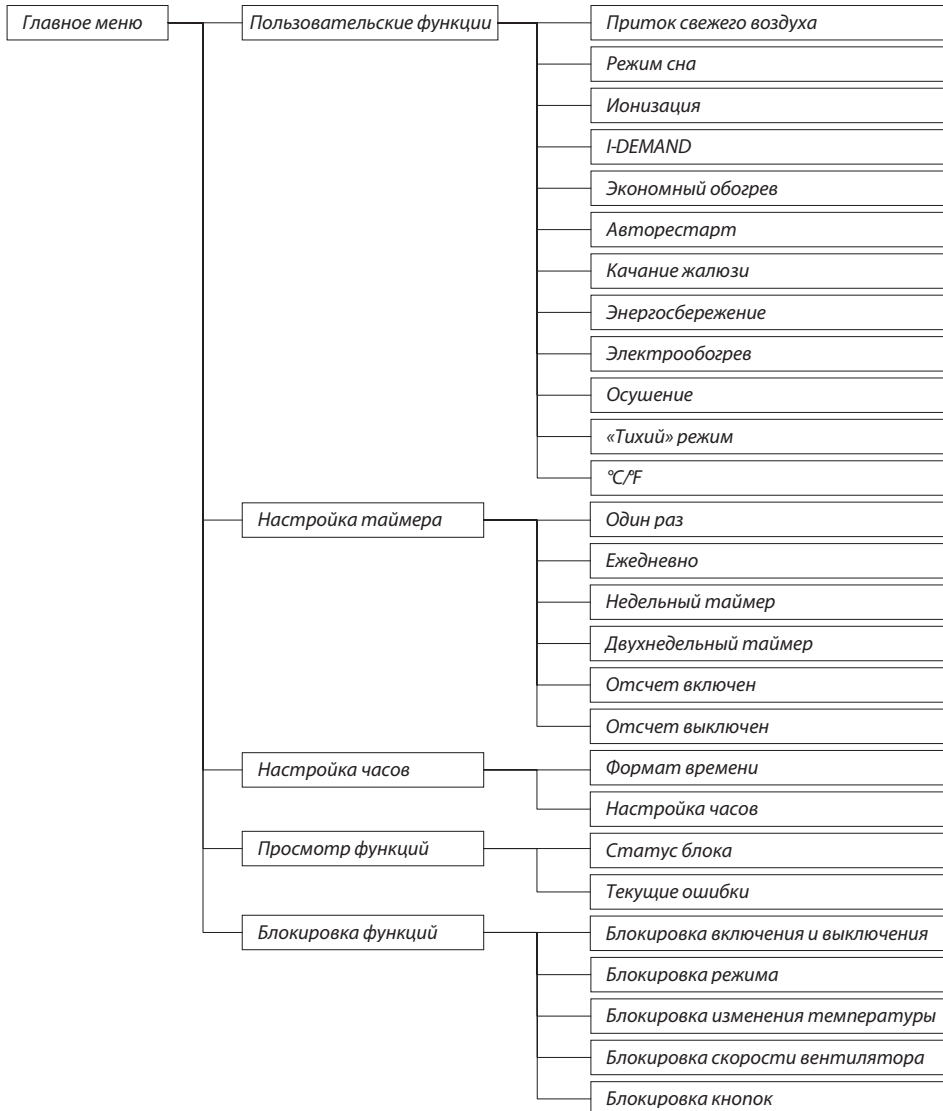 Главное меню
Пользовательские функции
Приток свежего воздуха
Режим сна
Ионизация
I-DEMAND
Экономный обогрев
Авторестарт
Качание жалюзи
Энергосбережение
Электрообогрев
Осушение
«Тихий» режим
°C/°F
Настройка таймера
Один раз
Ежедневно
Недельный таймер
Двухнедельный таймер
Отсчет включен
Отсчет выключен
Настройка часов
Формат времени
Настройка часов
Просмотр функций
Статус блока
Текущие ошибки
Блокировка функций
Блокировка включения и выключения
Блокировка режима
Блокировка изменения температуры
Блокировка скорости вентилятора
Блокировка кнопок